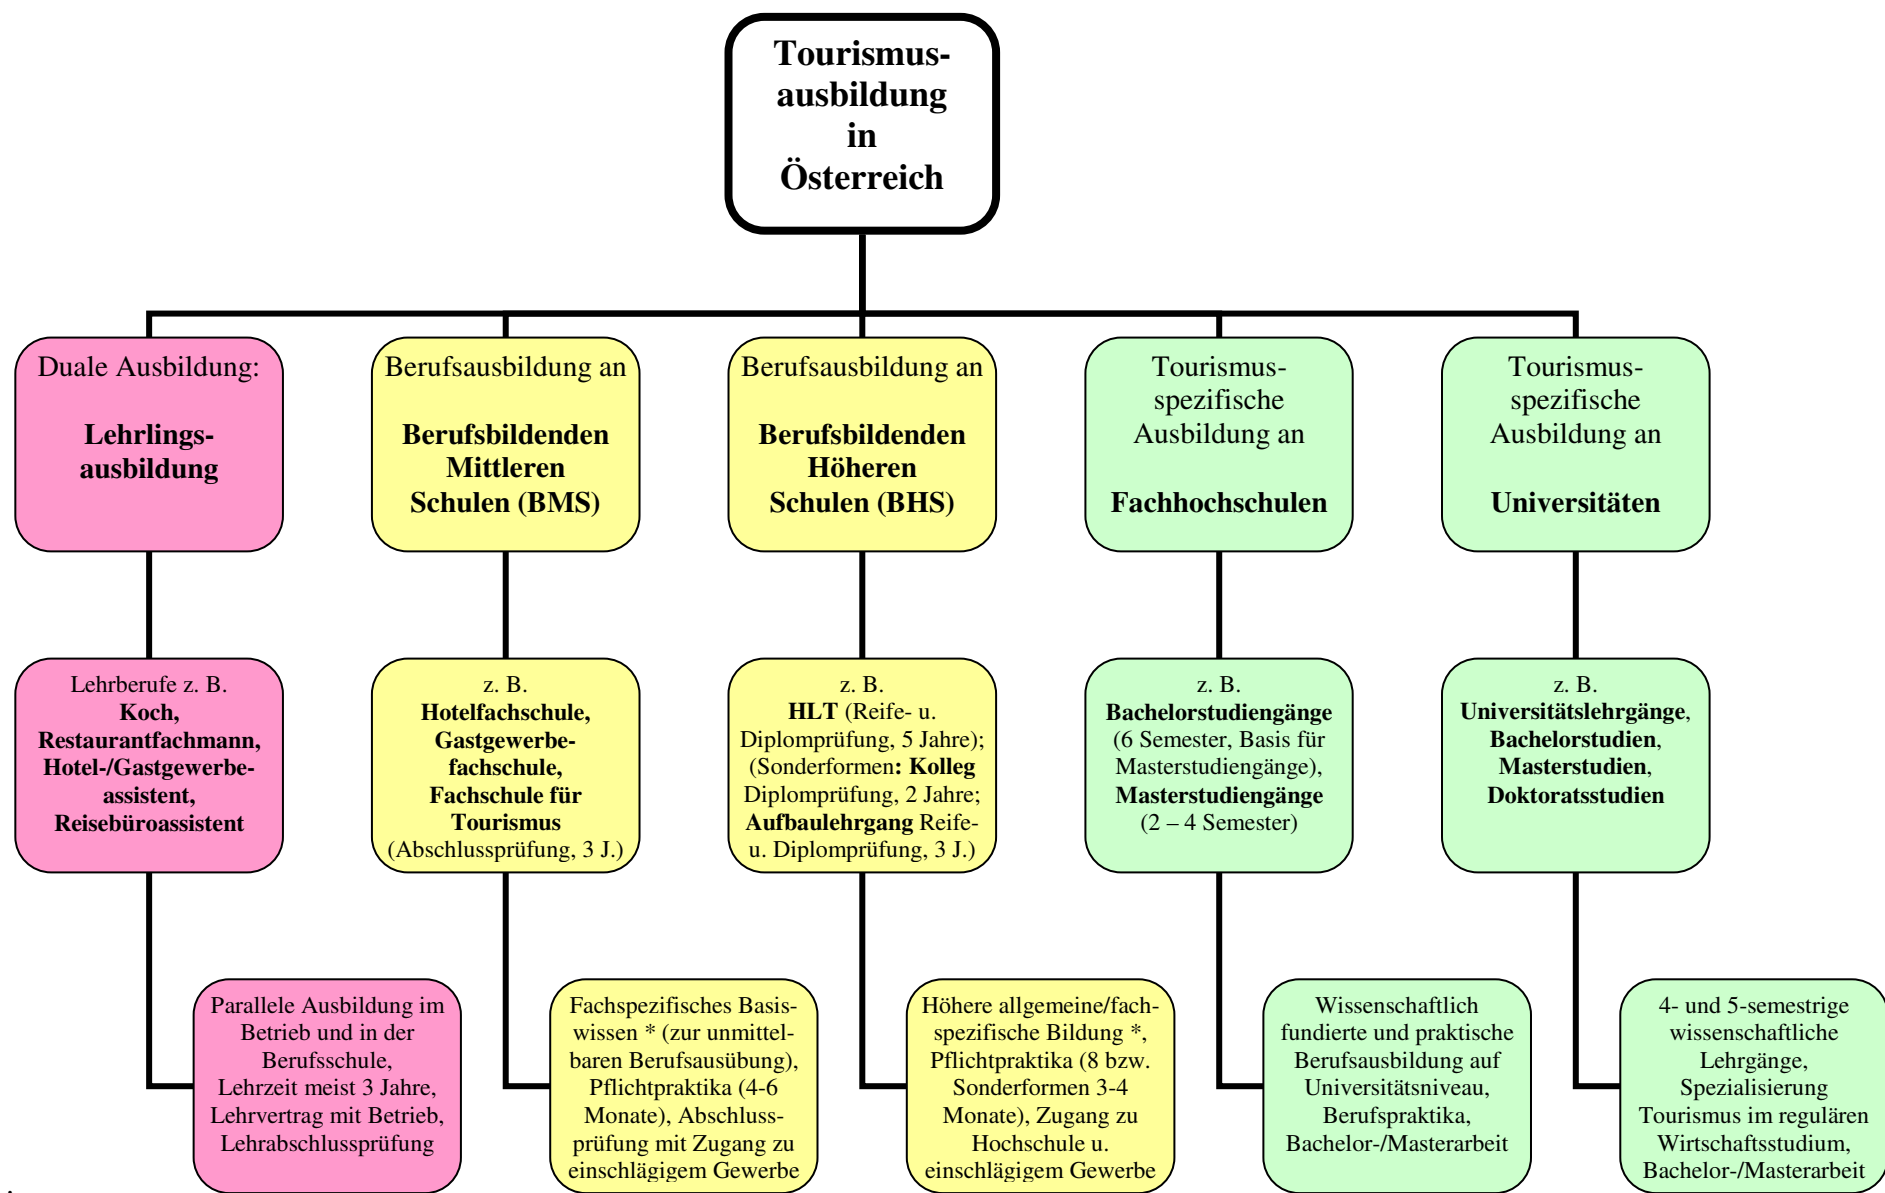 Tourismus-
ausbildung
in
Österreich
Duale Ausbildung:
Lehrlings-
ausbildung
Berufsausbildung an
Berufsbildenden
Mittleren
Schulen (BMS)
Berufsausbildung an
Berufsbildenden
Höheren
Schulen (BHS)
Tourismus-
spezifische
Ausbildung an
Fachhochschulen
Tourismus-
spezifische
Ausbildung an
Universitäten
Lehrberufe z. B.
Koch,
Restaurantfachmann,
Hotel-/Gastgewerbe-
assistent,
Reisebüroassistent
z. B.
Hotelfachschule,
Gastgewerbe-
fachschule,
Fachschule für
Tourismus
(Abschlussprüfung, 3 J.)
z. B.
HLT (Reife- u.
Diplomprüfung, 5 Jahre);
(Sonderformen: Kolleg
Diplomprüfung, 2 Jahre;
Aufbaulehrgang Reife-
u. Diplomprüfung, 3 J.)
z. B.
Bachelorstudiengänge
(6 Semester, Basis für
Masterstudiengänge),
Masterstudiengänge
(2 – 4 Semester)
z. B.
Universitätslehrgänge,
Bachelorstudien,
Masterstudien,
Doktoratsstudien
Parallele Ausbildung im
Betrieb und in der
Berufsschule,
Lehrzeit meist 3 Jahre,
Lehrvertrag mit Betrieb,
Lehrabschlussprüfung
Fachspezifisches Basis-
wissen * (zur unmittel-
baren Berufsausübung),
Pflichtpraktika (4-6
Monate), Abschluss-
prüfung mit Zugang zu
einschlägigem Gewerbe
Höhere allgemeine/fach-
spezifische Bildung *,
Pflichtpraktika (8 bzw.
Sonderformen 3-4
Monate), Zugang zu
Hochschule u.
einschlägigem Gewerbe
Wissenschaftlich
fundierte und praktische
Berufsausbildung auf
Universitätsniveau,
Berufspraktika,
Bachelor-/Masterarbeit
4- und 5-semestrige
wissenschaftliche
Lehrgänge,
Spezialisierung
Tourismus im regulären
Wirtschaftsstudium,
Bachelor-/Masterarbeit
.